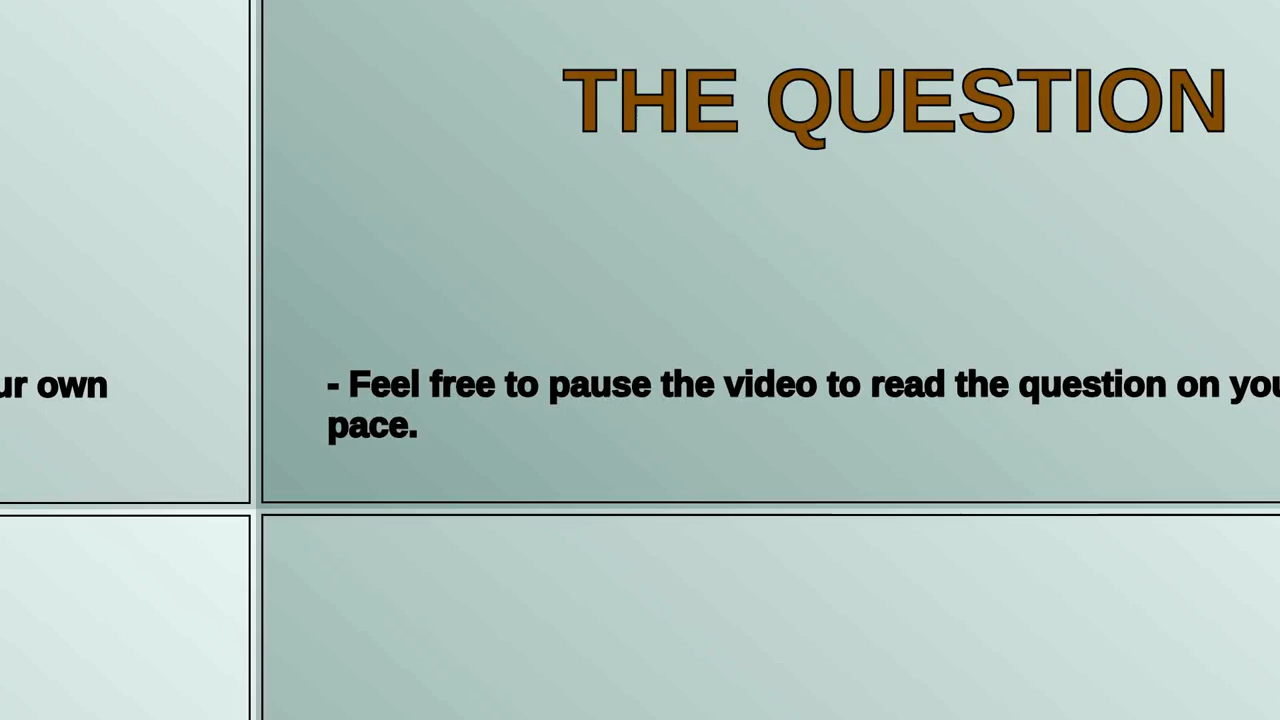 THE QUESTION
ur own
- Feel free to pause the video to read the question on you
pace.